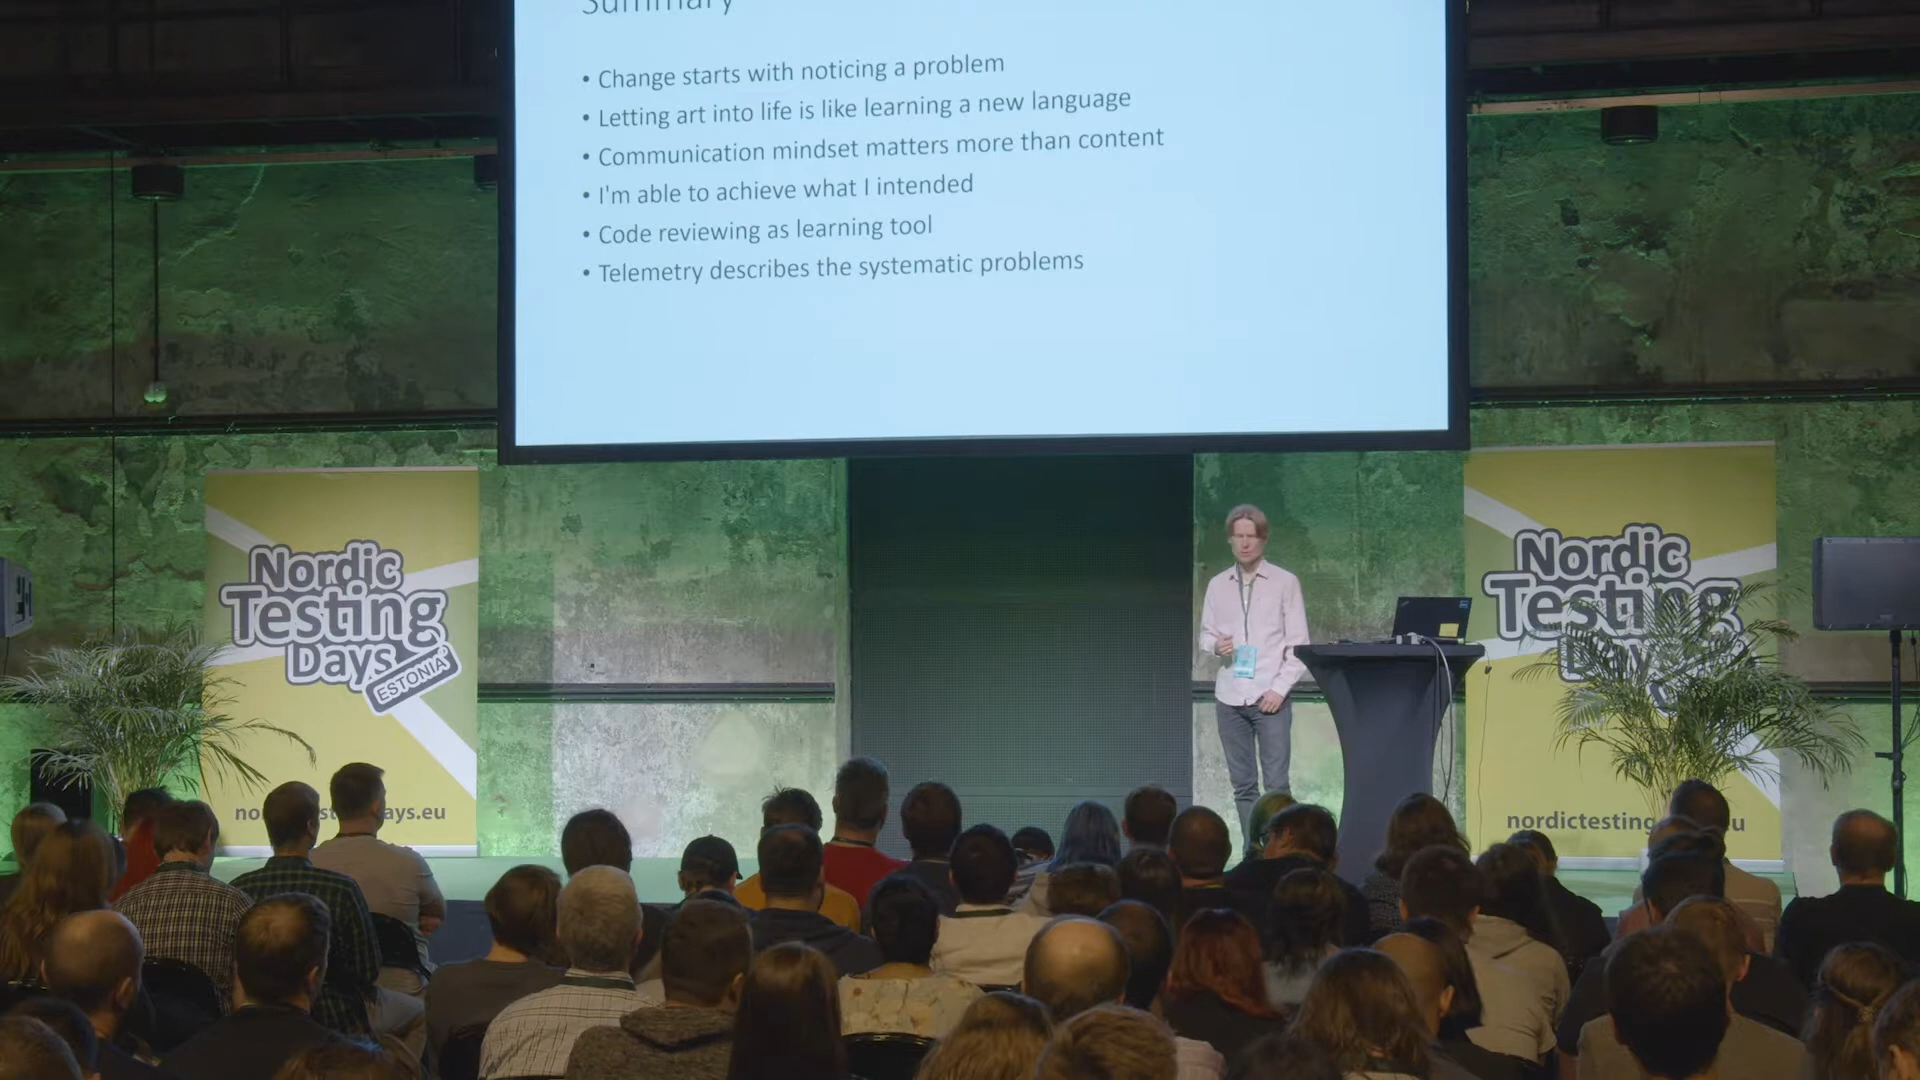 Summary
• Change starts with noticing a problem
• Letting art into life is like learning a new language
• Communication mindset matters more than content
• I'm able to achieve what I intended
• Code reviewing as learning tool
• Telemetry describes the systematic problems
Nordic
Testing
Days
ESTONIA
Nordic
Testing
nordictesting